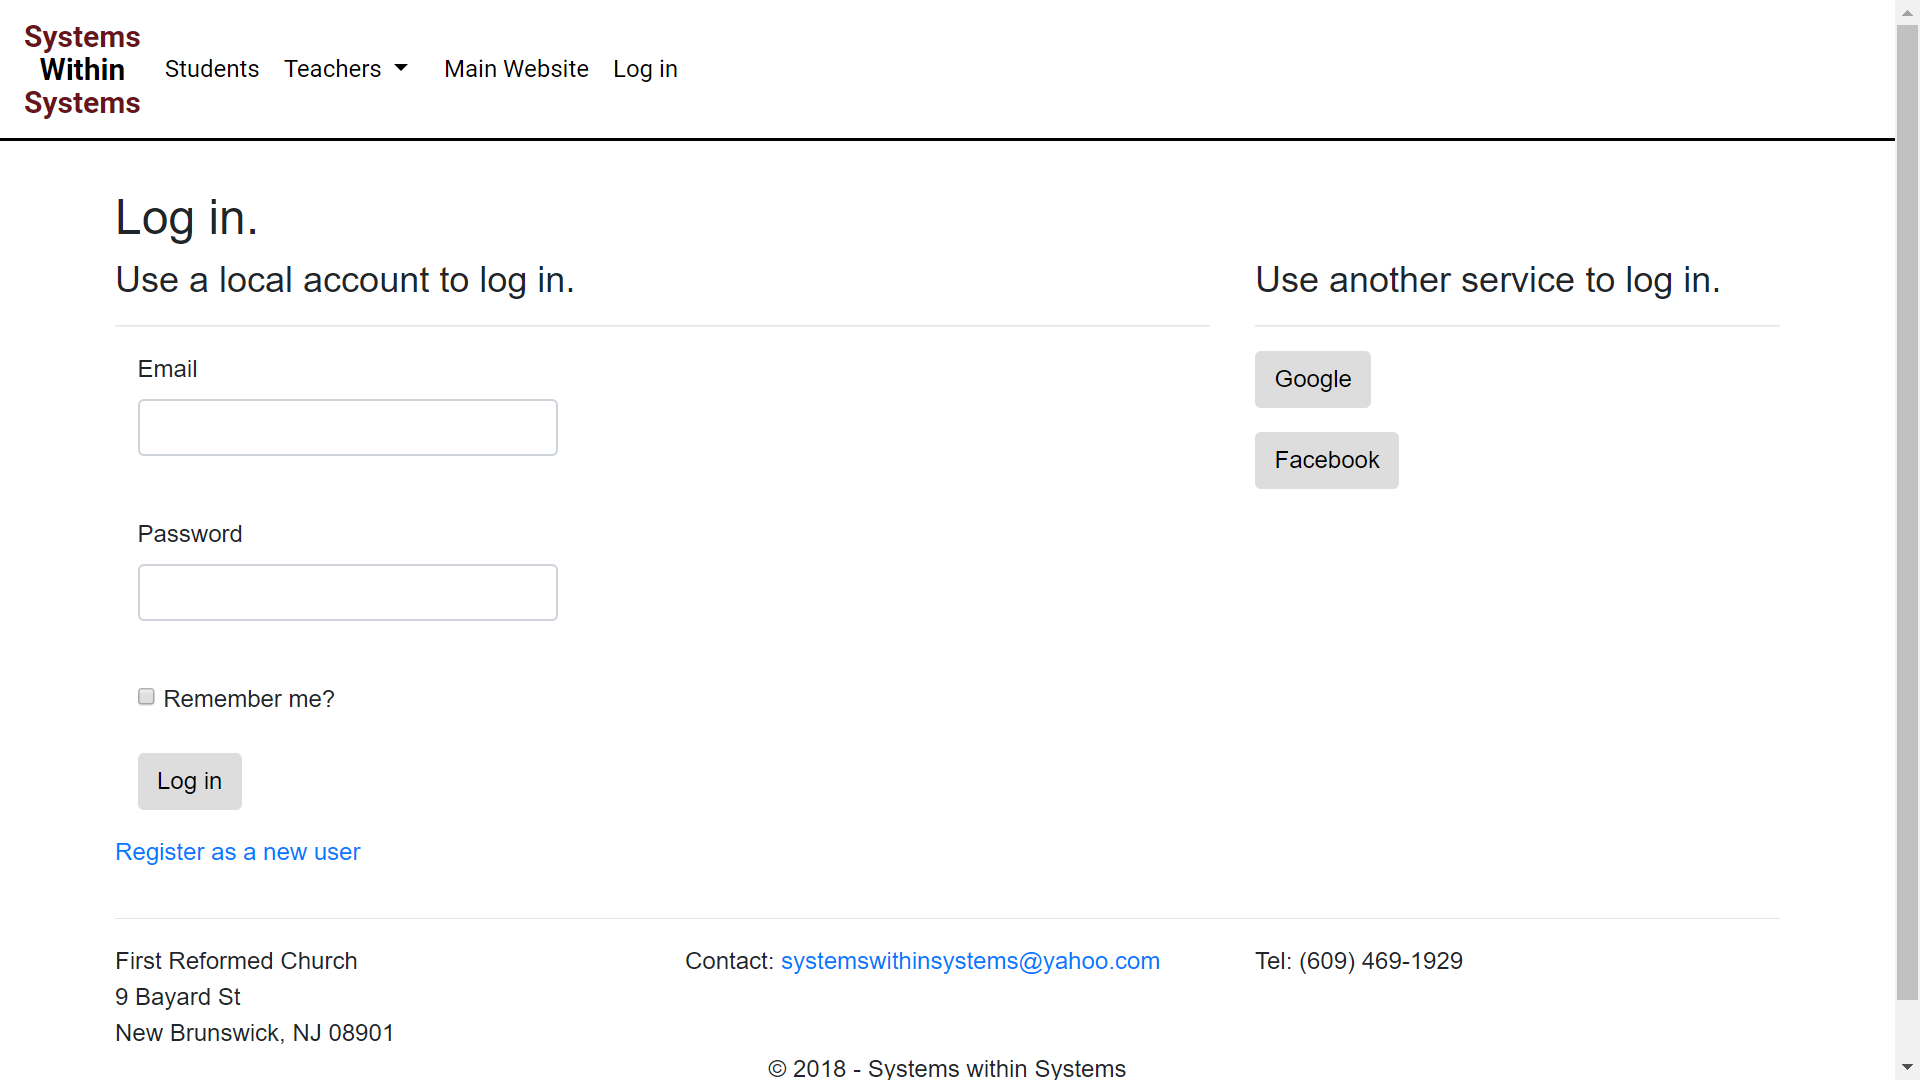 Systems
Within
Systems
Students
Teachers
Main Website
Log in
Log in.
Use a local account to log in.
Email
Password
Remember me?
Log in
Register as a new user
Use another service to log in.
Google
Facebook
First Reformed Church
9 Bayard St
New Brunswick, NJ 08901
Contact: systemswithinsystems@yahoo.com
Tel: (609) 469-1929
© 2018 - Systems within Systems